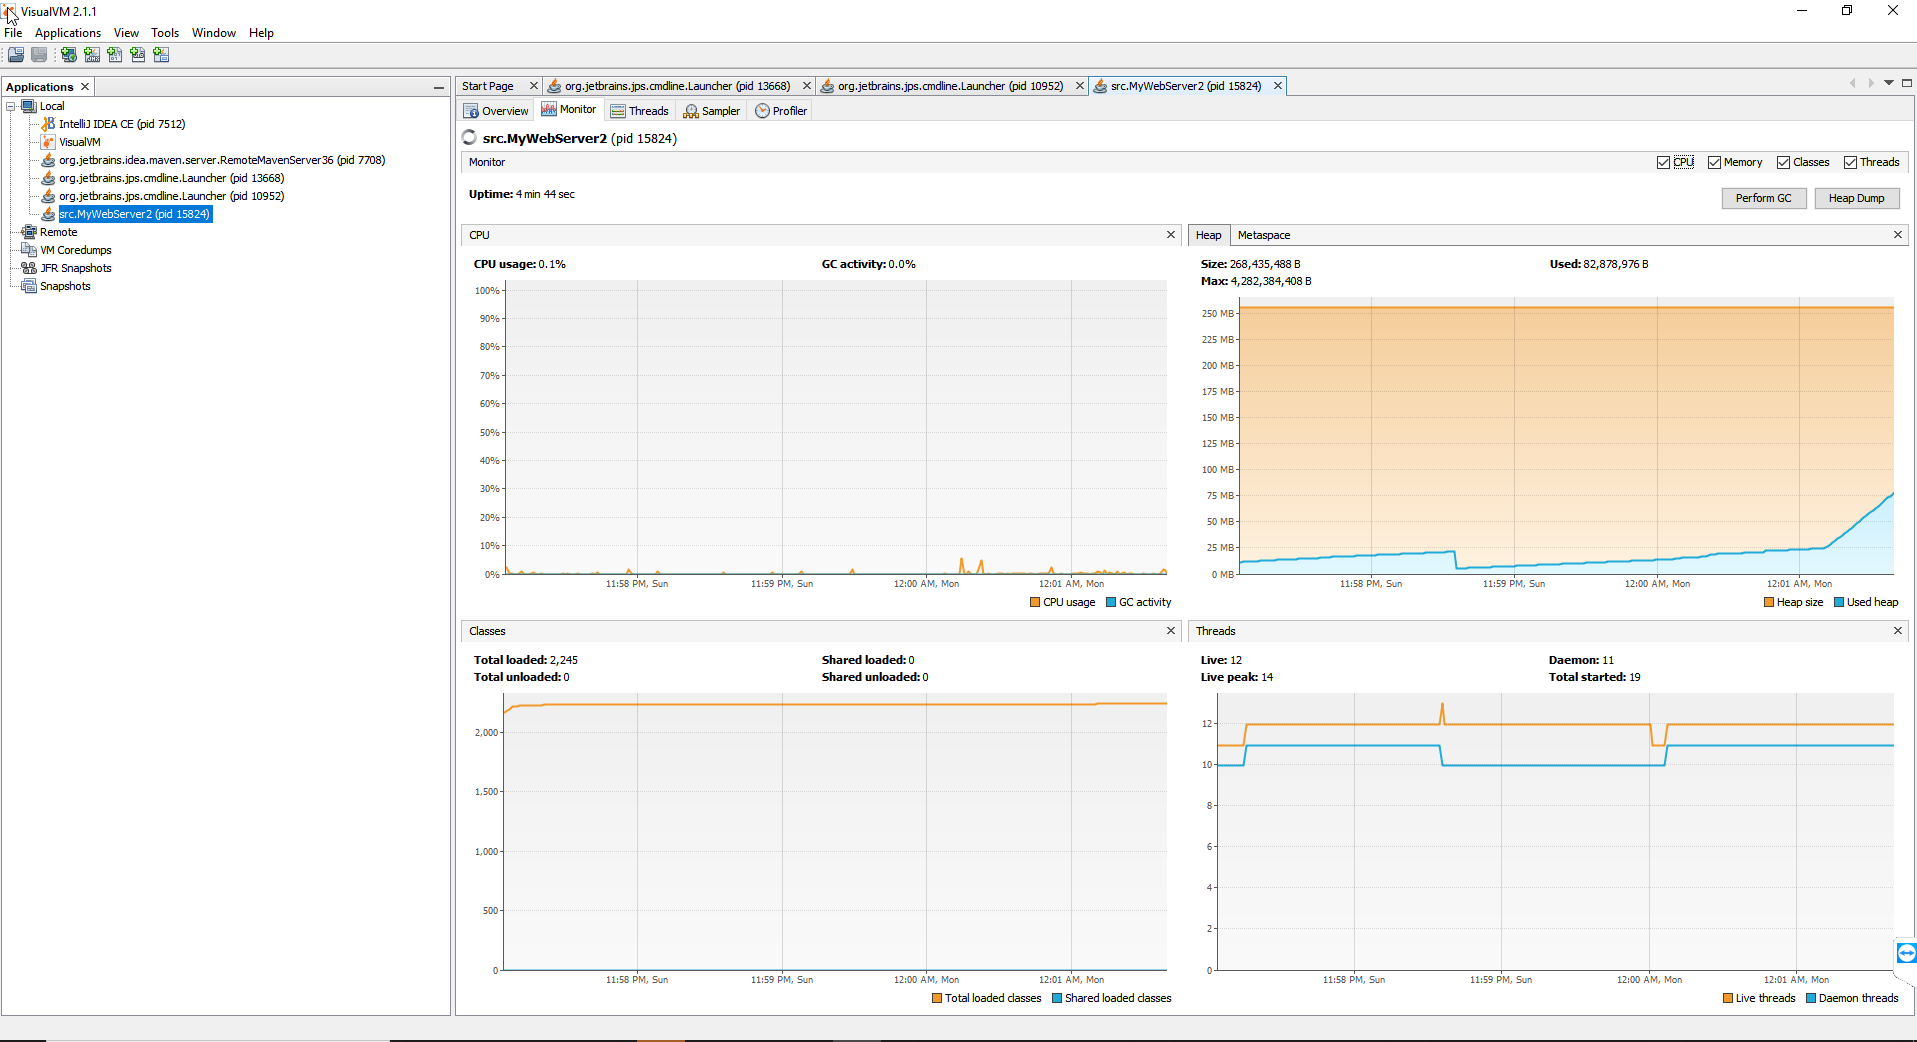 VisualVM 2.1.1
File Applications View Tools Window Help
Applications
Local
IntelliJ IDEA CE (pid 7512)
VisualVM
org.jetbrains.idea.maven.server.RemoteMavenServer36 (pid 7708)
org.jetbrains.jps.cmdline.Launcher (pid 13668)
org.jetbrains.jps.cmdline.Launcher (pid 10952)
src.MyWebServer2 (pid 15824)
Remote
VM Coredumps
JFR Snapshots
Snapshots
Start Page org.jetbrains.jps.cmdline.Launcher (pid 13668) org.jetbrains.jps.cmdline.Launcher (pid 10952) src.MyWebServer2 (pid 15824)
Overview Monitor Threads Sampler Profiler
src.MyWebServer2 (pid 15824)
Monitor CPU Memory Classes Threads
Uptime: 4 min 44 sec Perform GC Heap Dump
CPU
CPU usage: 0.1% GC activity: 0.0%
100%
90%
80%
70%
60%
50%
40%
30%
20%
10%
0%
11:58 PM, Sun 11:59 PM, Sun 12:00 AM, Mon 12:01 AM, Mon
CPU usage GC activity
Heap Metaspace
Size: 268,435,488 B Used: 82,878,976 B
Max: 4,282,384,408 B
250 MB
225 MB
200 MB
175 MB
150 MB
125 MB
100 MB
75 MB
50 MB
25 MB
0 MB
11:58 PM, Sun 11:59 PM, Sun 12:00 AM, Mon 12:01 AM, Mon
Heap size Used heap
Classes
Total loaded: 2,245 Shared loaded: 0
Total unloaded: 0 Shared unloaded: 0
2,000
1,500
1,000
500
0
11:58 PM, Sun 11:59 PM, Sun 12:00 AM, Mon 12:01 AM, Mon
Total loaded classes Shared loaded classes
Threads
Live: 12 Daemon: 11
Live peak: 14 Total started: 19
12
10
8
6
4
2
0
11:58 PM, Sun 11:59 PM, Sun 12:00 AM, Mon 12:01 AM, Mon
Live threads Daemon threads